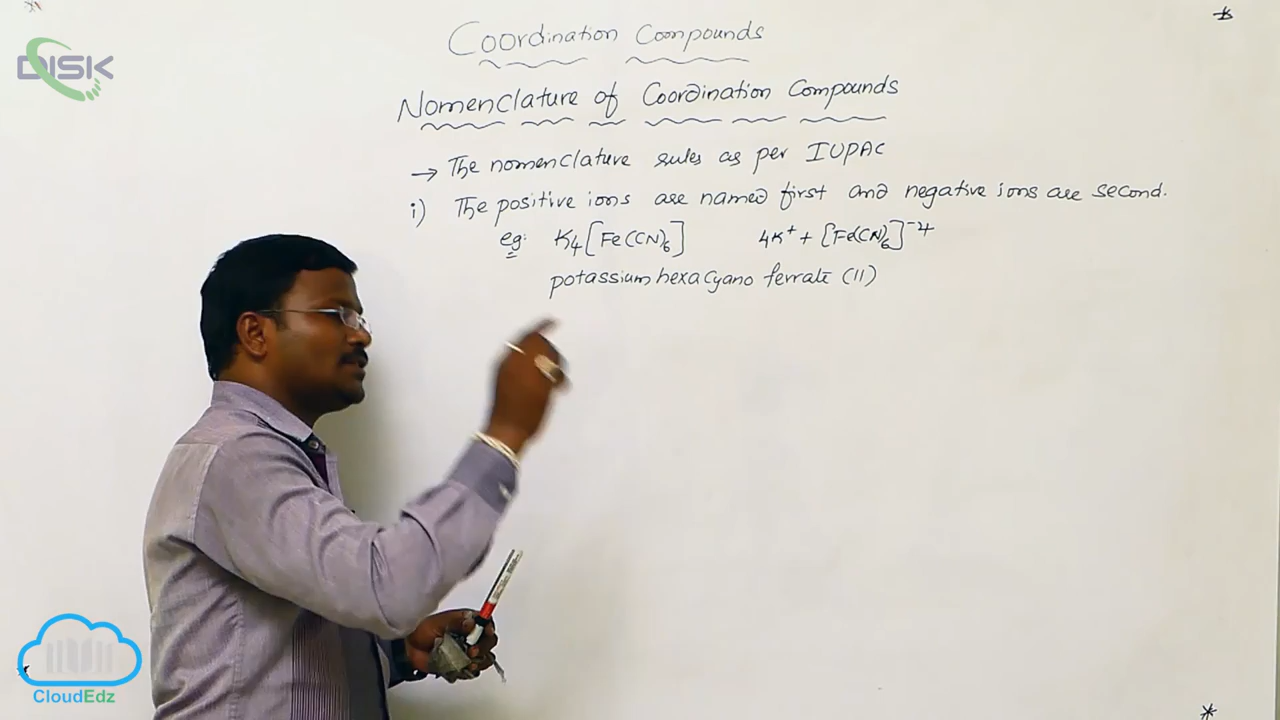 DISK
Coordination Compounds
Nomenclature of Coordination Compounds
→ The nomenclature rules as per IUPAC
i) The positive ions are named first and negative ions are second.
eg: K₄[Fe(CN)₆] 4K⁺ + [Fe(CN)₆]⁻⁴
potassium hexacyano ferrate (II)
CloudEdz